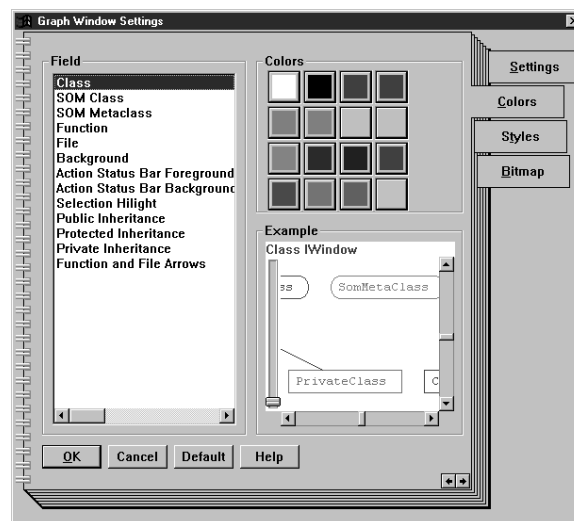 Graph Window Settings
Field
Class
SOM Class
SOM Metaclass
Function
File
Background
Action Status Bar Foreground
Action Status Bar Background
Selection Hilight
Public Inheritance
Protected Inheritance
Private Inheritance
Function and File Arrows
Colors
Example
Class IWindow
ss
SomMetaClass
PrivateClass
C
OK
Cancel
Default
Help
Settings
Colors
Styles
Bitmap